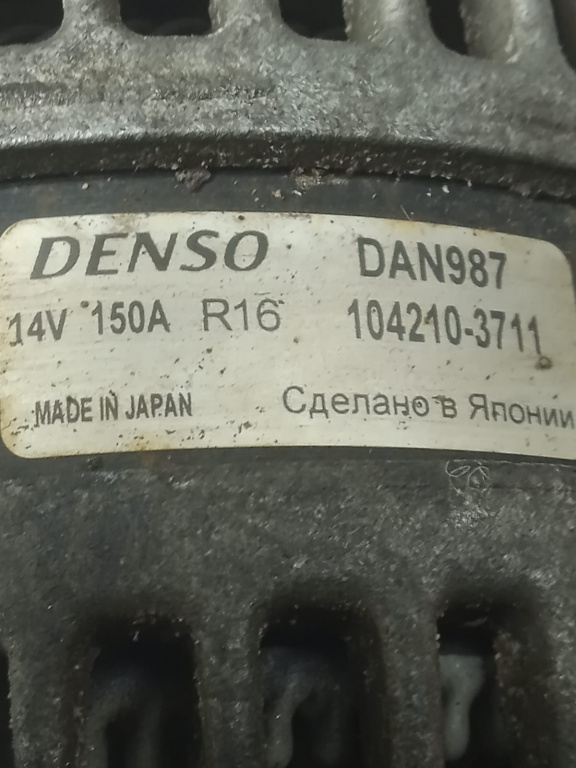 DENSO DAN987
14V 150A R16 104210-3711
MADE IN JAPAN Сделано в Японии